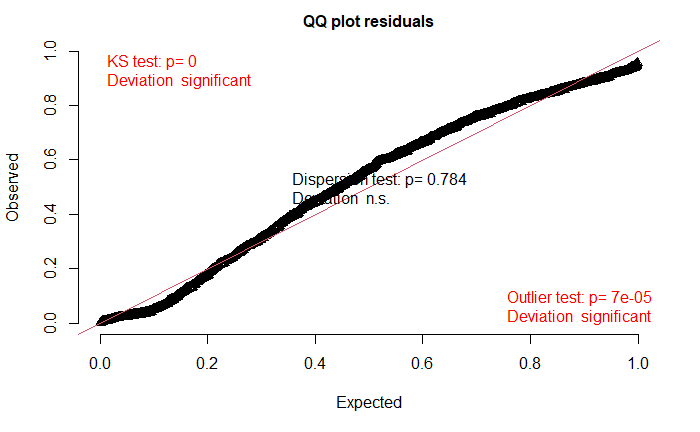 QQ plot residuals
KS test: p= 0
Deviation significant
Dispersion test: p= 0.784
Deviation n.s.
Outlier test: p= 7e-05
Deviation significant
Observed
0.0
0.2
0.4
0.6
0.8
1.0
0.0 0.2 0.4 0.6 0.8 1.0
Expected